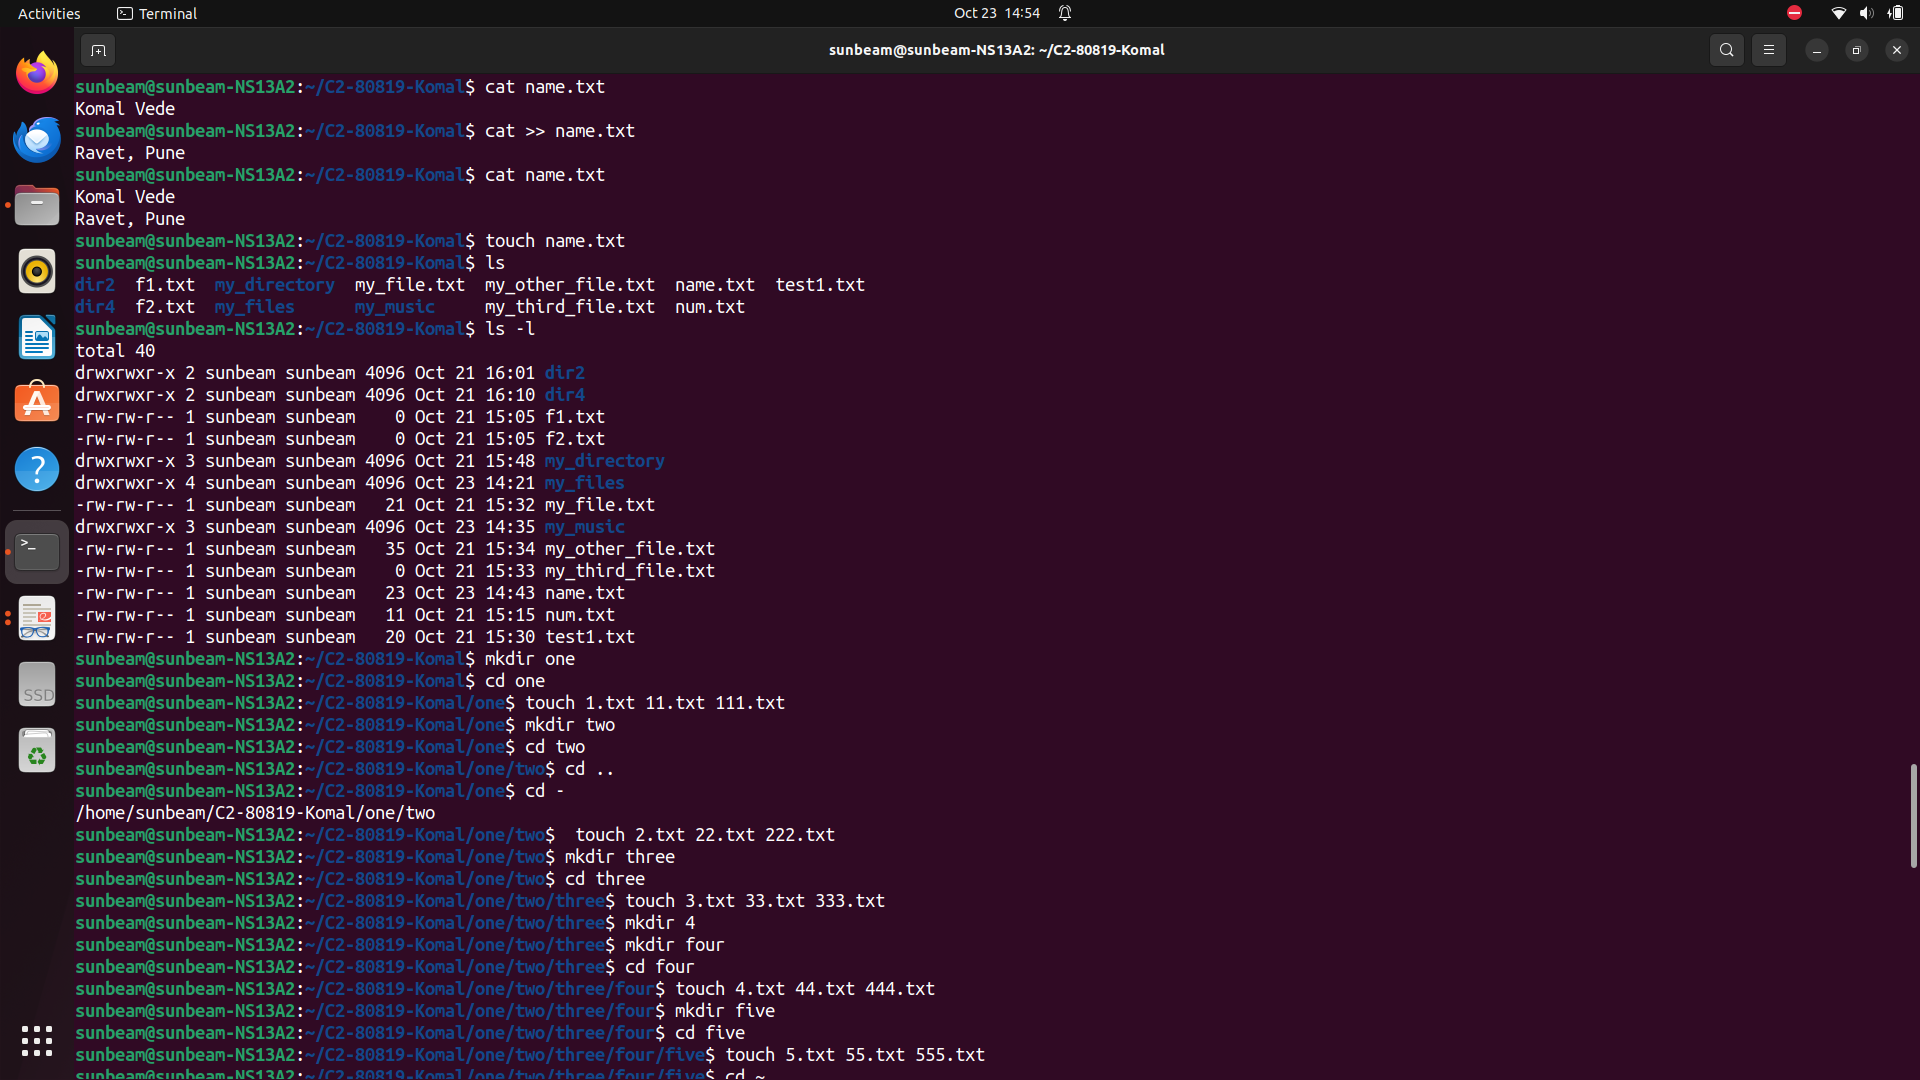 Activities Terminal Oct 23 14:54
sunbeam@sunbeam-NS13A2: ~/C2-80819-Komal
sunbeam@sunbeam-NS13A2:~/C2-80819-Komal$ cat name.txt
Komal Vede
sunbeam@sunbeam-NS13A2:~/C2-80819-Komal$ cat >> name.txt
Ravet, Pune
sunbeam@sunbeam-NS13A2:~/C2-80819-Komal$ cat name.txt
Komal Vede
Ravet, Pune
sunbeam@sunbeam-NS13A2:~/C2-80819-Komal$ touch name.txt
sunbeam@sunbeam-NS13A2:~/C2-80819-Komal$ ls
dir2  f1.txt  my_directory  my_file.txt  my_other_file.txt  name.txt  test1.txt
dir4  f2.txt  my_files      my_music     my_third_file.txt  num.txt
sunbeam@sunbeam-NS13A2:~/C2-80819-Komal$ ls -l
total 40
drwxrwxr-x 2 sunbeam sunbeam 4096 Oct 21 16:01 dir2
drwxrwxr-x 2 sunbeam sunbeam 4096 Oct 21 16:10 dir4
-rw-rw-r-- 1 sunbeam sunbeam    0 Oct 21 15:05 f1.txt
-rw-rw-r-- 1 sunbeam sunbeam    0 Oct 21 15:05 f2.txt
drwxrwxr-x 3 sunbeam sunbeam 4096 Oct 21 15:48 my_directory
drwxrwxr-x 4 sunbeam sunbeam 4096 Oct 23 14:21 my_files
-rw-rw-r-- 1 sunbeam sunbeam   21 Oct 21 15:32 my_file.txt
drwxrwxr-x 3 sunbeam sunbeam 4096 Oct 23 14:35 my_music
-rw-rw-r-- 1 sunbeam sunbeam   35 Oct 21 15:34 my_other_file.txt
-rw-rw-r-- 1 sunbeam sunbeam    0 Oct 21 15:33 my_third_file.txt
-rw-rw-r-- 1 sunbeam sunbeam   23 Oct 23 14:43 name.txt
-rw-rw-r-- 1 sunbeam sunbeam   11 Oct 21 15:15 num.txt
-rw-rw-r-- 1 sunbeam sunbeam   20 Oct 21 15:30 test1.txt
sunbeam@sunbeam-NS13A2:~/C2-80819-Komal$ mkdir one
sunbeam@sunbeam-NS13A2:~/C2-80819-Komal$ cd one
sunbeam@sunbeam-NS13A2:~/C2-80819-Komal/one$ touch 1.txt 11.txt 111.txt
sunbeam@sunbeam-NS13A2:~/C2-80819-Komal/one$ mkdir two
sunbeam@sunbeam-NS13A2:~/C2-80819-Komal/one$ cd two
sunbeam@sunbeam-NS13A2:~/C2-80819-Komal/one/two$ cd ..
sunbeam@sunbeam-NS13A2:~/C2-80819-Komal/one$ cd -
/home/sunbeam/C2-80819-Komal/one/two
sunbeam@sunbeam-NS13A2:~/C2-80819-Komal/one/two$  touch 2.txt 22.txt 222.txt
sunbeam@sunbeam-NS13A2:~/C2-80819-Komal/one/two$ mkdir three
sunbeam@sunbeam-NS13A2:~/C2-80819-Komal/one/two$ cd three
sunbeam@sunbeam-NS13A2:~/C2-80819-Komal/one/two/three$ touch 3.txt 33.txt 333.txt
sunbeam@sunbeam-NS13A2:~/C2-80819-Komal/one/two/three$ mkdir 4
sunbeam@sunbeam-NS13A2:~/C2-80819-Komal/one/two/three$ mkdir four
sunbeam@sunbeam-NS13A2:~/C2-80819-Komal/one/two/three$ cd four
sunbeam@sunbeam-NS13A2:~/C2-80819-Komal/one/two/three/four$ touch 4.txt 44.txt 444.txt
sunbeam@sunbeam-NS13A2:~/C2-80819-Komal/one/two/three/four$ mkdir five
sunbeam@sunbeam-NS13A2:~/C2-80819-Komal/one/two/three/four$ cd five
sunbeam@sunbeam-NS13A2:~/C2-80819-Komal/one/two/three/four/five$ touch 5.txt 55.txt 555.txt
sunbeam@sunbeam-NS13A2:~/C2-80819-Komal/one/two/three/four/five$ cd ~
SSD